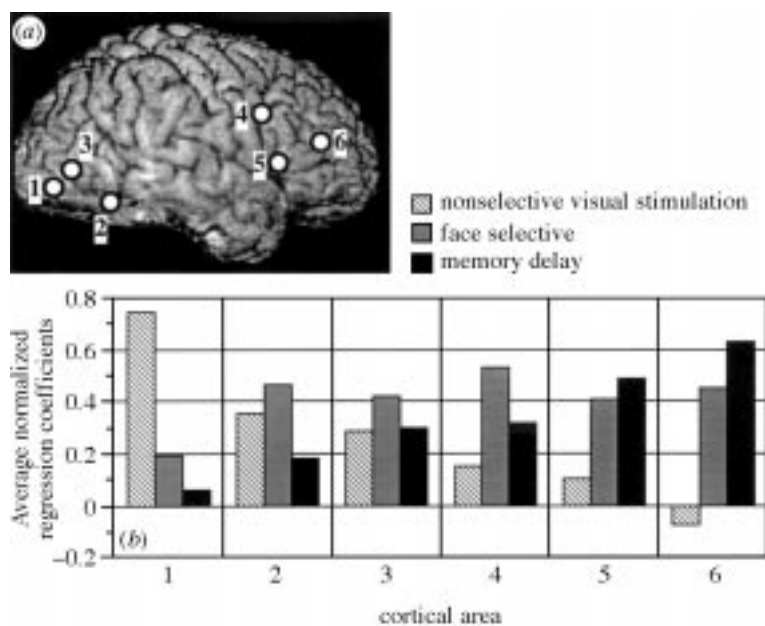 (a)
4
6
3
5
1
2
nonselective visual stimulation
face selective
memory delay
0.8
0.6
0.4
0.2
0
−0.2
Average normalized
regression coefficients
(b)
1 2 3 4 5 6
cortical area